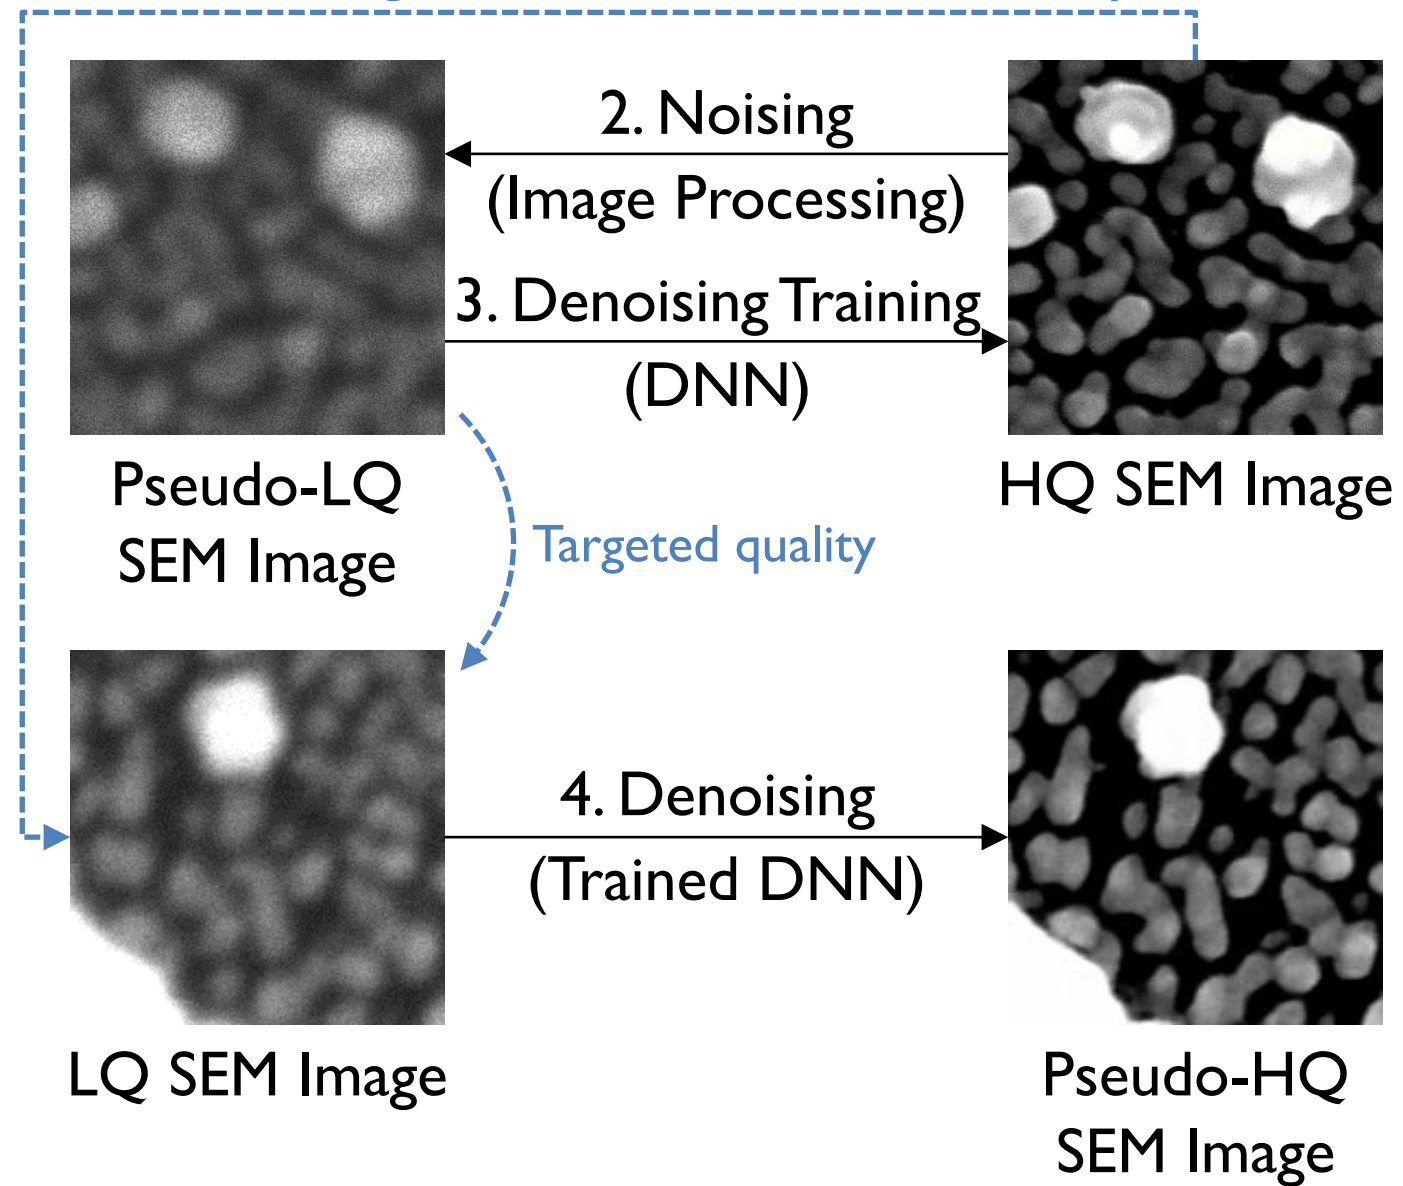 2. Noising
(Image Processing)
3. Denoising Training
(DNN)
Pseudo-LQ
SEM Image
HQ SEM Image
Targeted quality
4. Denoising
(Trained DNN)
LQ SEM Image
Pseudo-HQ
SEM Image